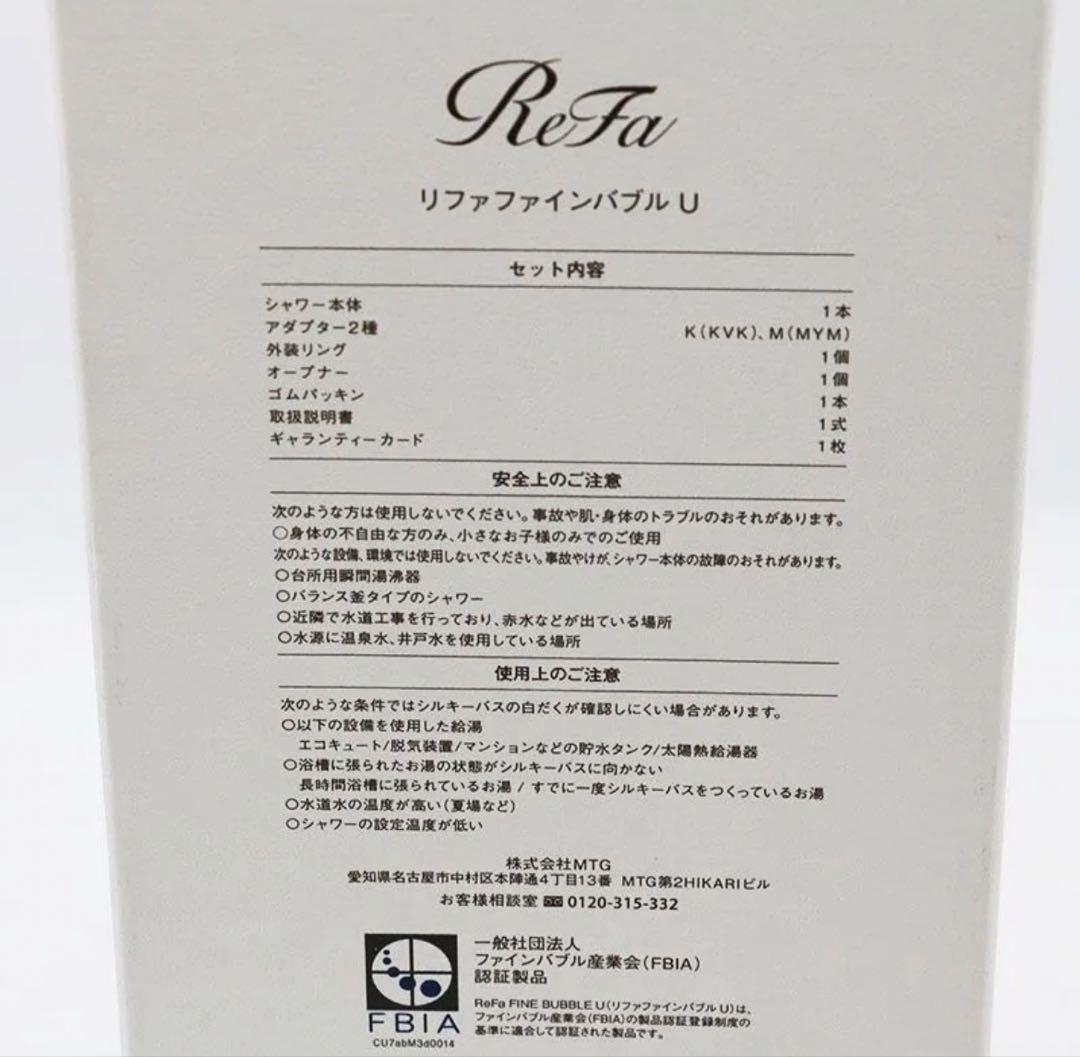 ReFa
リファファインバブル U
セット内容
シャワー本体 1本
アダプター2種 K(KVK)、M(MYM)
外装リング 1個
オープナー 1個
ゴムパッキン 1本
取扱説明書 1式
ギャランティーカード 1枚
安全上のご注意
次のような方は使用しないでください。事故や肌・身体のトラブルのおそれがあります。
○身体の不自由な方のみ、小さなお子様のみでのご使用
次のような設備、環境では使用しないでください。事故やけが、シャワー本体の故障のおそれがあります。
○台所用瞬間湯沸器
○バランス釜タイプのシャワー
○近隣で水道工事を行っており、赤水などが出ている場所
○水源に温泉水、井戸水を使用している場所
使用上のご注意
次のような条件ではシルキーバスの白だくが確認しにくい場合があります。
○以下の設備を使用した給湯
エコキュート/脱気装置/マンションなどの貯水タンク/太陽熱給湯器
○浴槽に張られたお湯の状態がシルキーバスに向かない
長時間浴槽に張られているお湯 / すでに一度シルキーバスをつくっているお湯
○水道水の温度が高い(夏場など)
○シャワーの設定温度が低い
株式会社MTG
愛知県名古屋市中村区本陣通4丁目13番 MTG第2HIKARIビル
お客様相談室 0120-315-332
一般社団法人
ファインバブル産業会(FBIA)
認証製品
ReFa FINE BUBBLE U(リファファインバブル U)は、
ファインバブル産業会(FBIA)の製品認証登録制度の
基準に適合して認証された製品です。
FBIA
CU7abM3d0014